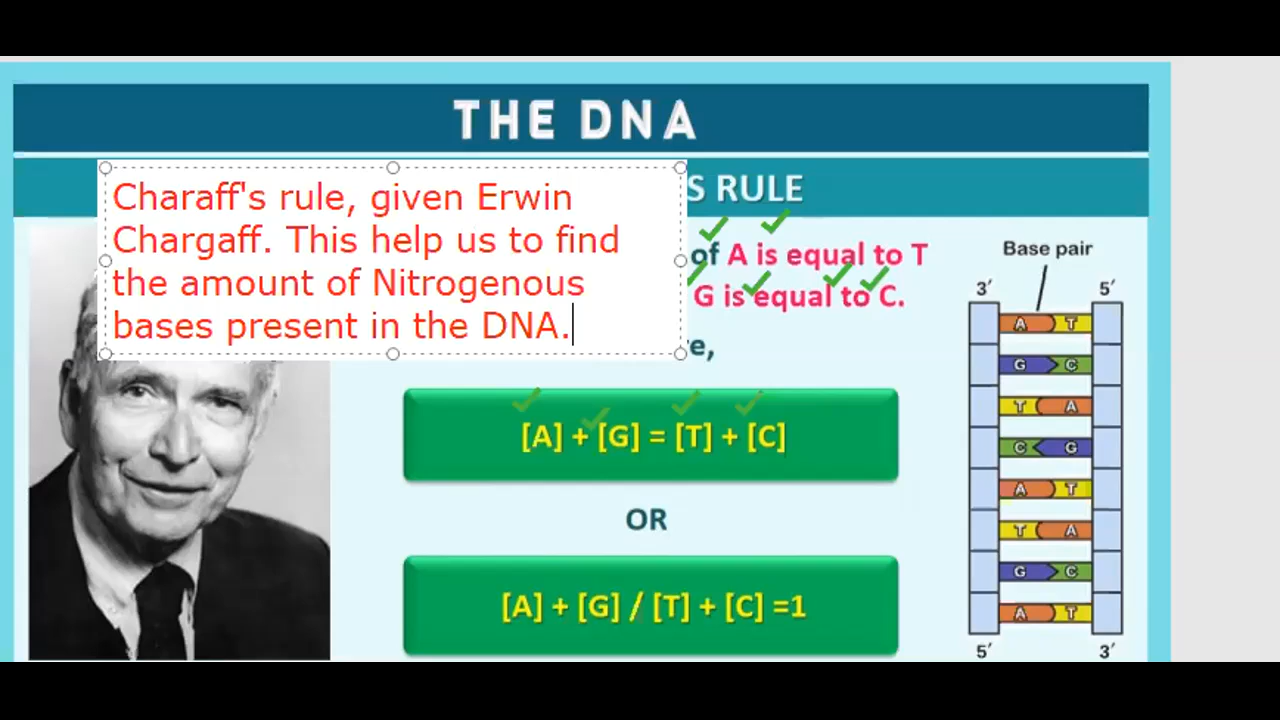 THE DNA
S RULE
Charaff's rule, given Erwin
Chargaff. This help us to find
the amount of Nitrogenous
bases present in the DNA.
of A is equal to T
G is equal to C.
re,
[A] + [G] = [T] + [C]
OR
[A] + [G] / [T] + [C] =1
Base pair
3′ 5′
A T
G C
T A
C G
A T
T A
G C
A T
5′ 3′